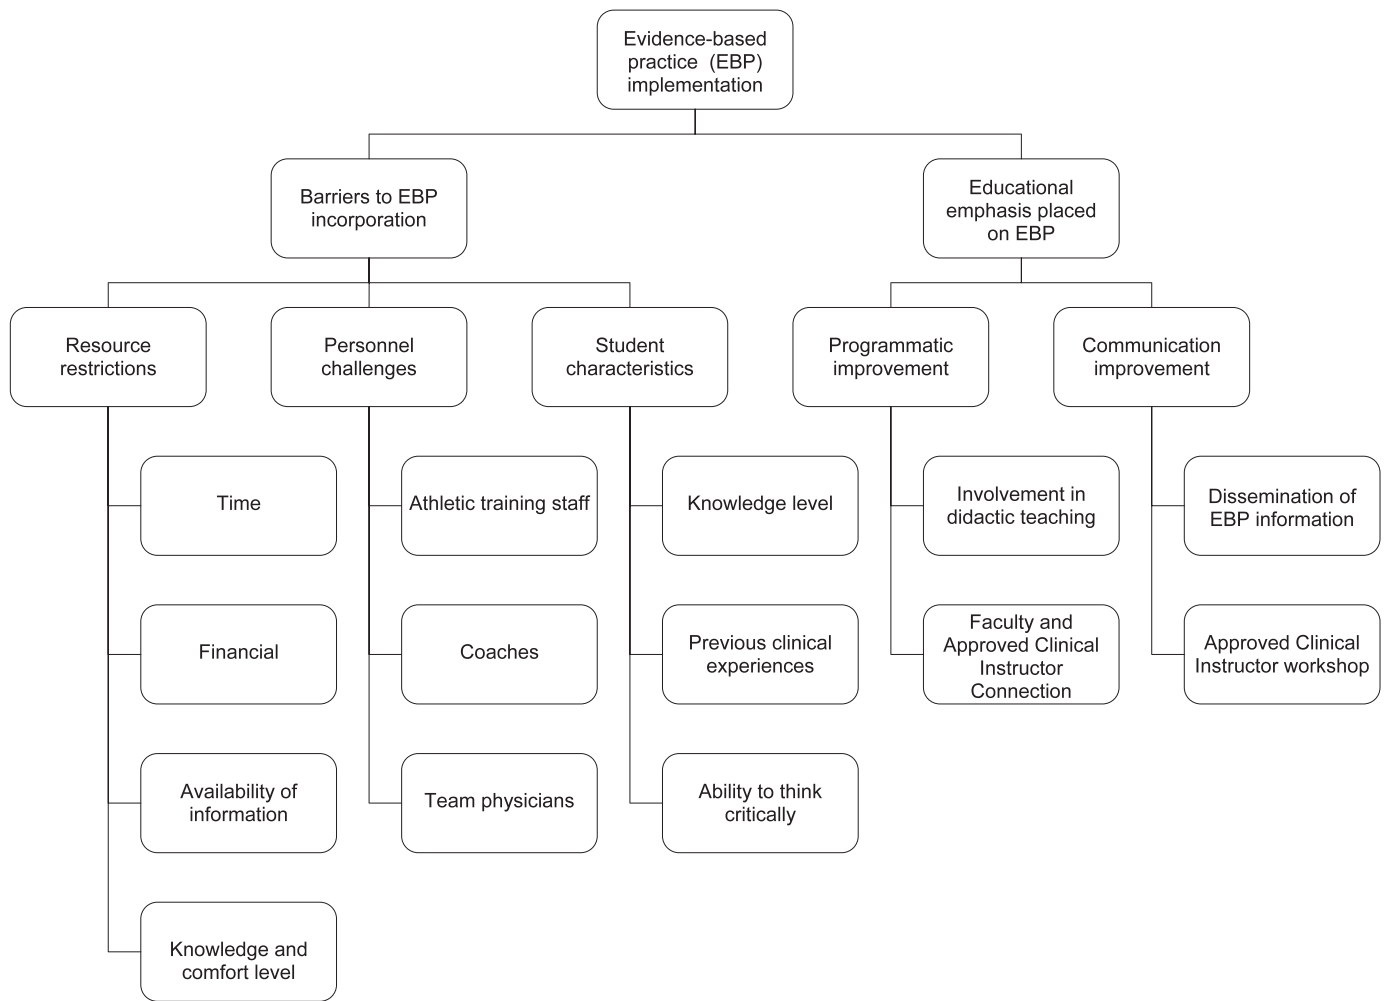 Evidence-based
practice (EBP)
implementation
Barriers to EBP
incorporation
Educational
emphasis placed
on EBP
Resource
restrictions
Personnel
challenges
Student
characteristics
Programmatic
improvement
Communication
improvement
Time
Athletic training staff
Knowledge level
Involvement in
didactic teaching
Dissemination of
EBP information
Financial
Coaches
Previous clinical
experiences
Faculty and
Approved Clinical
Instructor
Connection
Approved Clinical
Instructor workshop
Availability of
information
Team physicians
Ability to think
critically
Knowledge and
comfort level